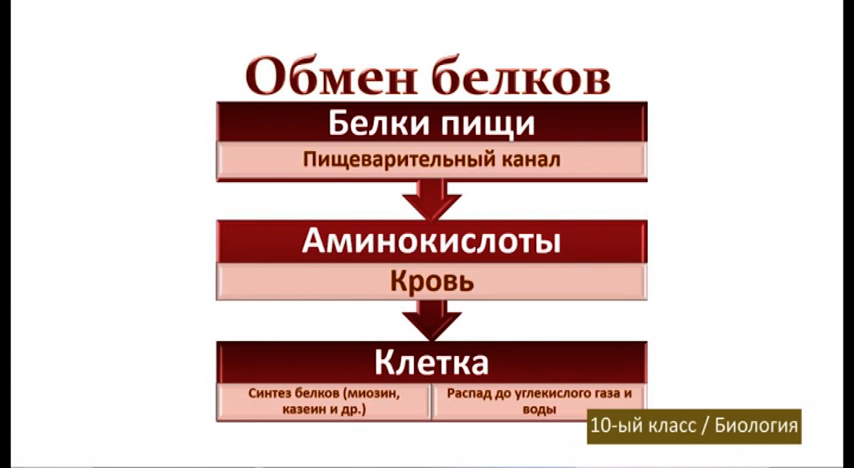 Обмен белков
Белки пищи
Пищеварительный канал
Аминокислоты
Кровь
Клетка
Синтез белков (миозин,
казеин и др.)
Распад до углекислого газа и
воды
10-ый класс / Биология